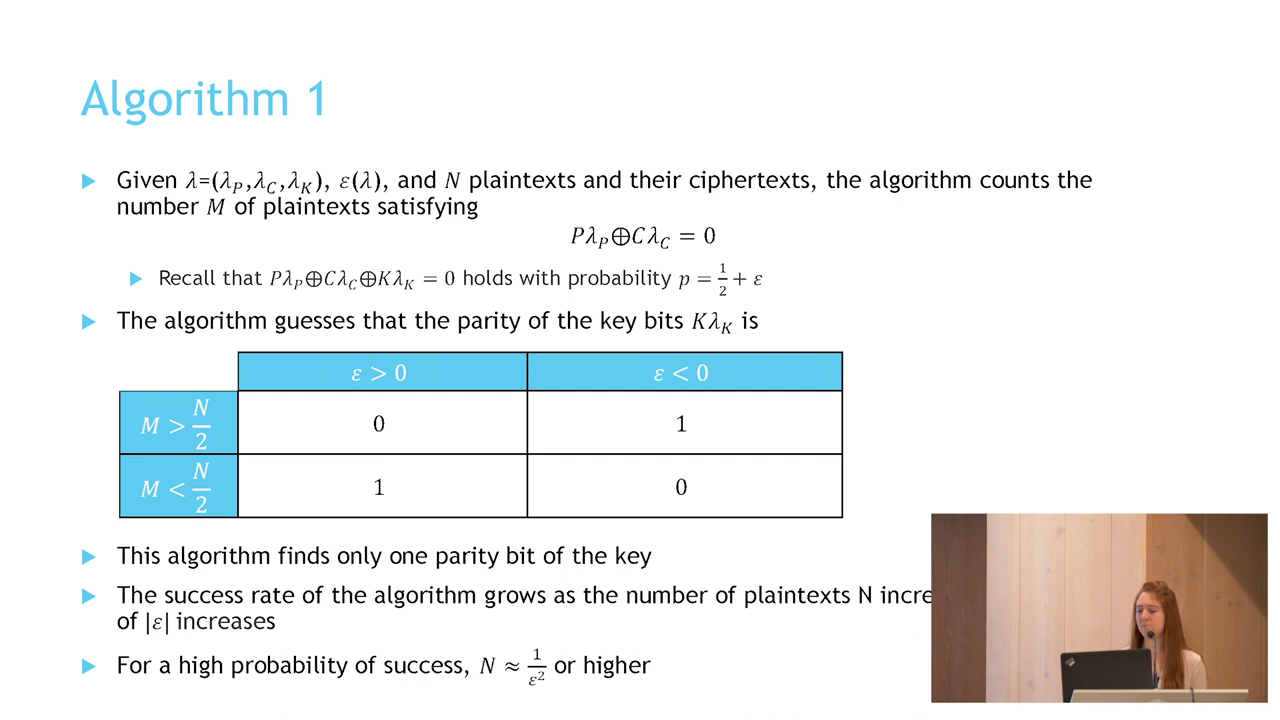 Algorithm 1
Given λ=(λ_P,λ_C,λ_K), ε(λ), and N plaintexts and their ciphertexts, the algorithm counts the
number M of plaintexts satisfying
Pλ_P⊕Cλ_C = 0
Recall that Pλ_P⊕Cλ_C⊕Kλ_K = 0 holds with probability p = 1/2 + ε
The algorithm guesses that the parity of the key bits Kλ_K is
ε > 0 ε < 0
M > N/2 0 1
M < N/2 1 0
This algorithm finds only one parity bit of the key
The success rate of the algorithm grows as the number of plaintexts N
of |ε| increases
For a high probability of success, N ≈ 1/ε² or higher